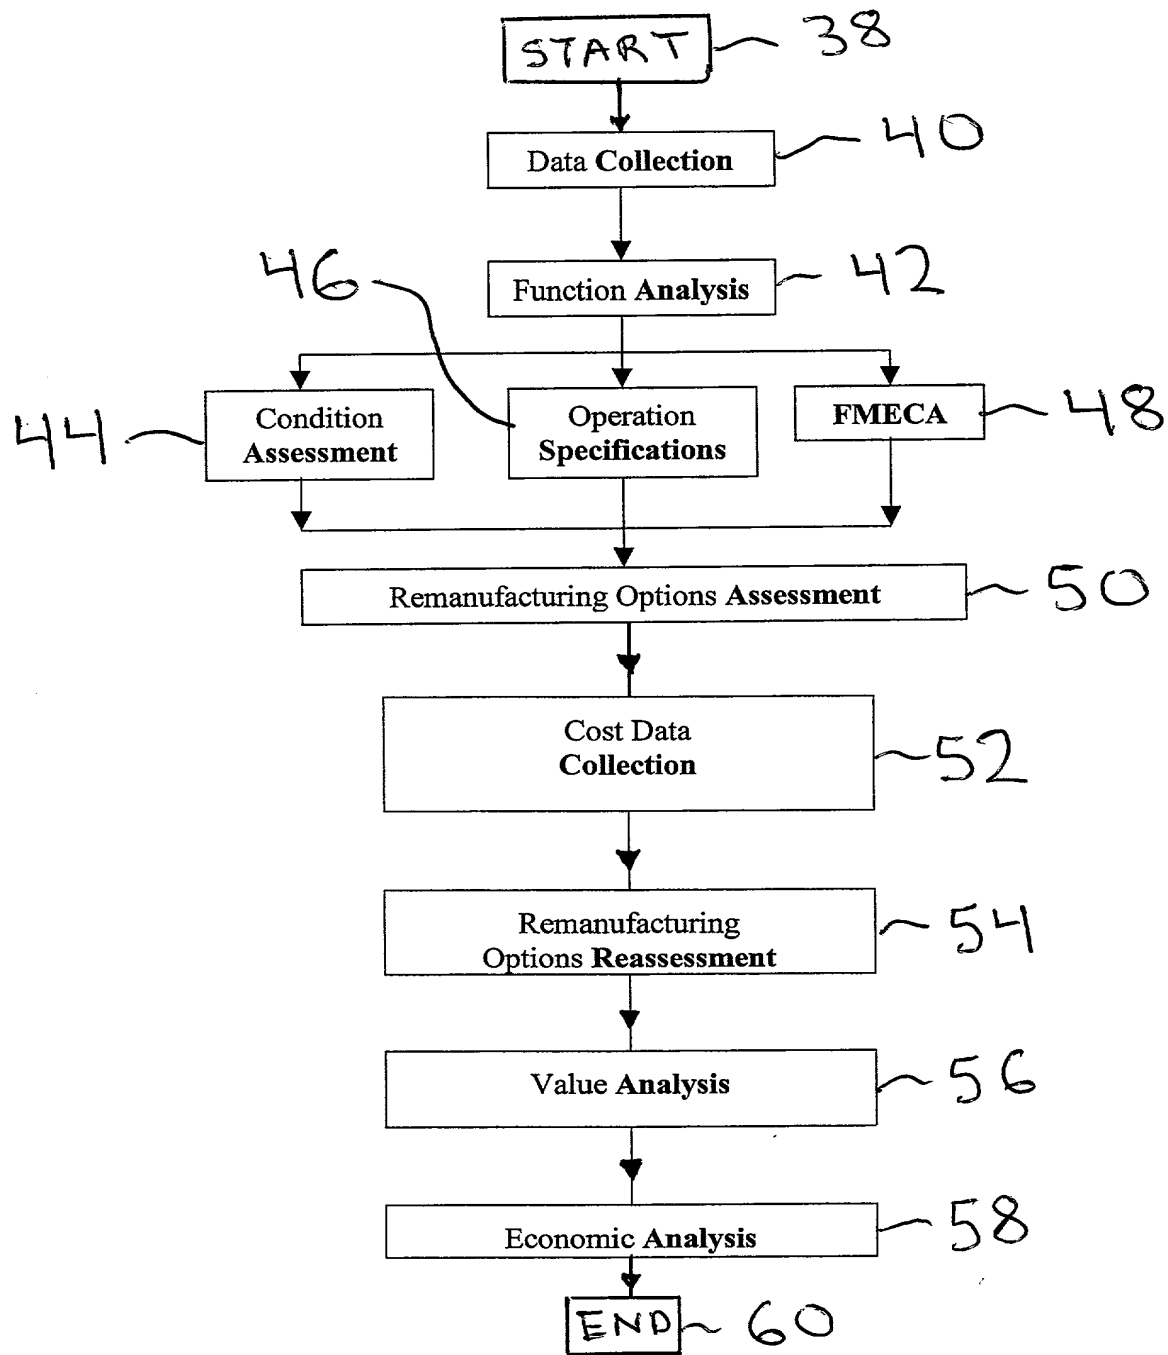 START 38
40
Data Collection
46
42
Function Analysis
44
Condition
Assessment
Operation
Specifications
FMECA
48
Remanufacturing Options Assessment
50
Cost Data
Collection
52
Remanufacturing
Options Reassessment
54
Value Analysis
56
Economic Analysis
58
END 60